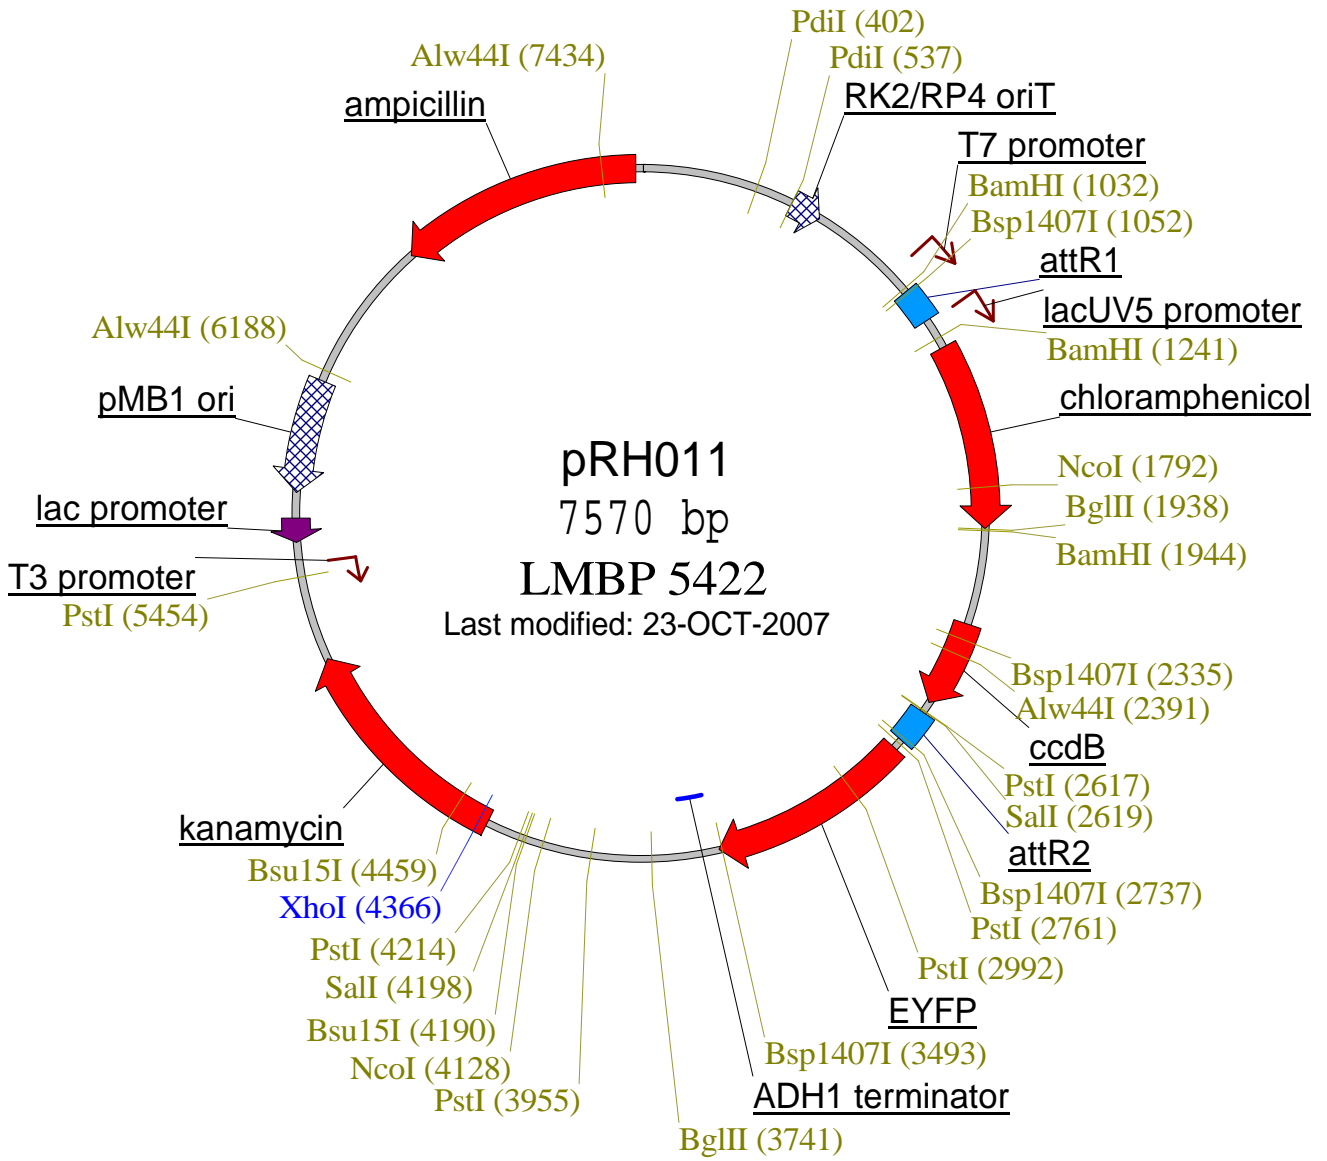 PdiI (402)
Alw44I (7434)
PdiI (537)
ampicillin
RK2/RP4 oriT
T7 promoter
BamHI (1032)
Bsp1407I (1052)
attR1
lacUV5 promoter
Alw44I (6188)
BamHI (1241)
pMB1 ori
chloramphenicol
pRH011
NcoI (1792)
7570 bp
lac promoter
BglII (1938)
BamHI (1944)
LMBP 5422
T3 promoter
PstI (5454)
Last modified: 23-OCT-2007
Bsp1407I (2335)
Alw44I (2391)
ccdB
PstI (2617)
SalI (2619)
kanamycin
attR2
Bsu15I (4459)
Bsp1407I (2737)
XhoI (4366)
PstI (2761)
PstI (4214)
PstI (2992)
SalI (4198)
EYFP
Bsu15I (4190)
Bsp1407I (3493)
NcoI (4128)
PstI (3955)
ADH1 terminator
BglII (3741)